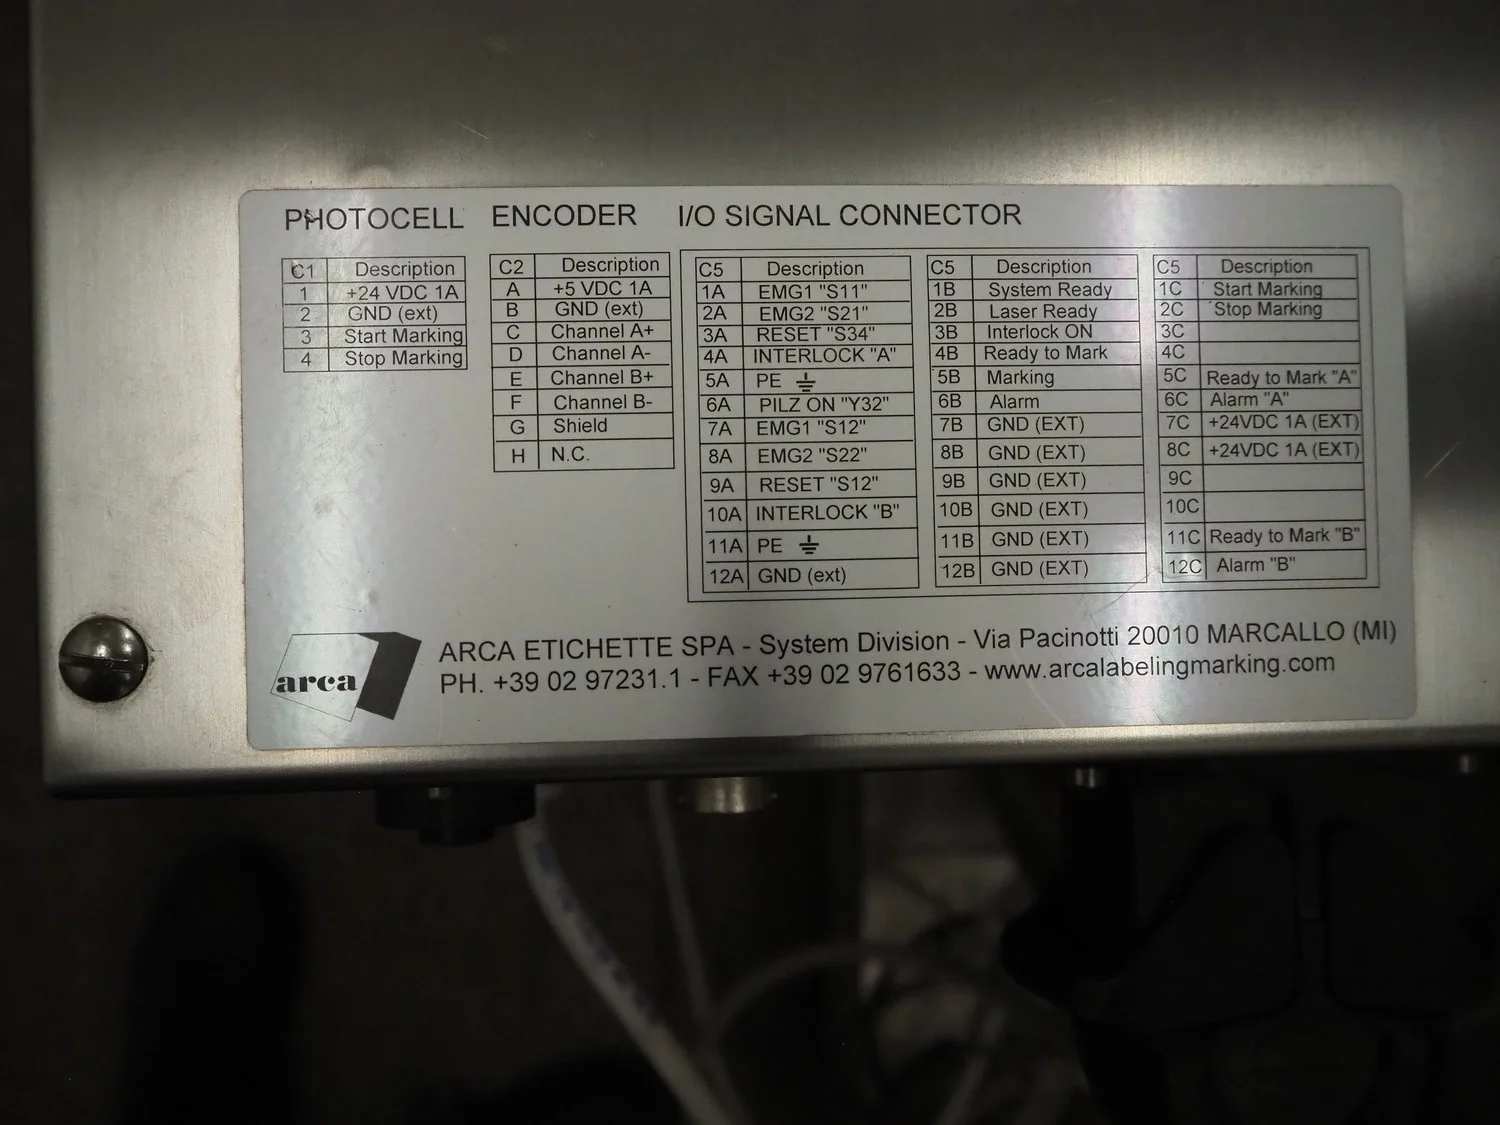 PHOTOCELL ENCODER I/O SIGNAL CONNECTOR
C1 Description
1 +24 VDC 1A
2 GND (ext)
3 Start Marking
4 Stop Marking
C2 Description
A +5 VDC 1A
B GND (ext)
C Channel A+
D Channel A-
E Channel B+
F Channel B-
G Shield
H N.C.
C5 Description
1A EMG1 "S11"
2A EMG2 "S21"
3A RESET "S34"
4A INTERLOCK "A"
5A PE
6A PILZ ON "Y32"
7A EMG1 "S12"
8A EMG2 "S22"
9A RESET "S12"
10A INTERLOCK "B"
11A PE
12A GND (ext)
C5 Description
1B System Ready
2B Laser Ready
3B Interlock ON
4B Ready to Mark
5B Marking
6B Alarm
7B GND (EXT)
8B GND (EXT)
9B GND (EXT)
10B GND (EXT)
11B GND (EXT)
12B GND (EXT)
C5 Description
1C Start Marking
2C Stop Marking
3C
4C
5C Ready to Mark "A"
6C Alarm "A"
7C +24VDC 1A (EXT)
8C +24VDC 1A (EXT)
9C
10C
11C Ready to Mark "B"
12C Alarm "B"
arca
ARCA ETICHETTE SPA - System Division - Via Pacinotti 20010 MARCALLO (MI)
PH. +39 02 97231.1 - FAX +39 02 9761633 - www.arcalabelingmarking.com